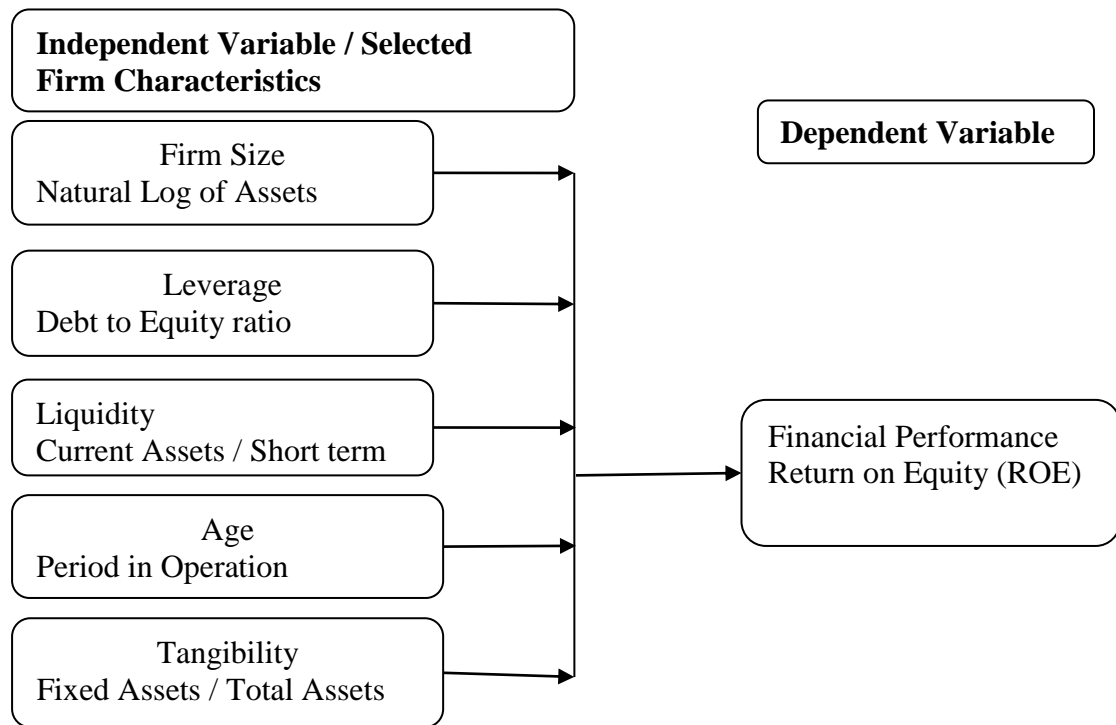 Independent Variable / Selected
Firm Characteristics
Dependent Variable
Firm Size
Natural Log of Assets
Leverage
Debt to Equity ratio
Liquidity
Current Assets / Short term
Age
Period in Operation
Tangibility
Fixed Assets / Total Assets
Financial Performance
Return on Equity (ROE)